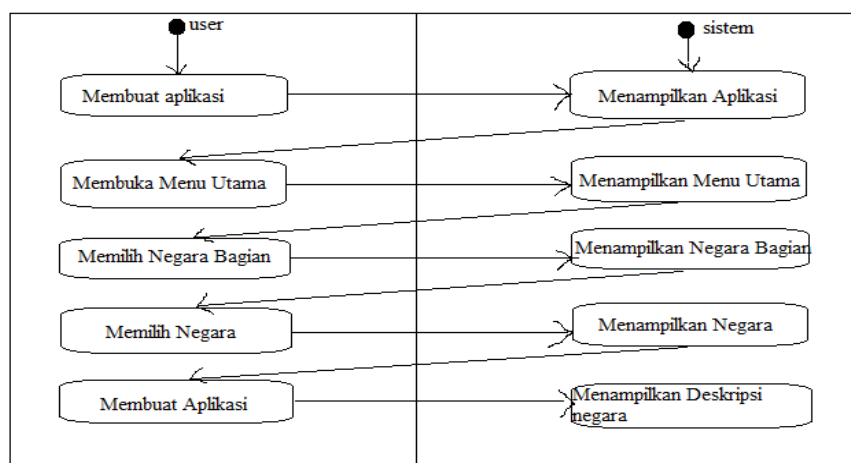 user
sistem
Membuat aplikasi
Menampilkan Aplikasi
Membuka Menu Utama
Menampilkan Menu Utama
Memilih Negara Bagian
Menampilkan Negara Bagian
Memilih Negara
Menampilkan Negara
Membuat Aplikasi
Menampilkan Deskripsi
negara